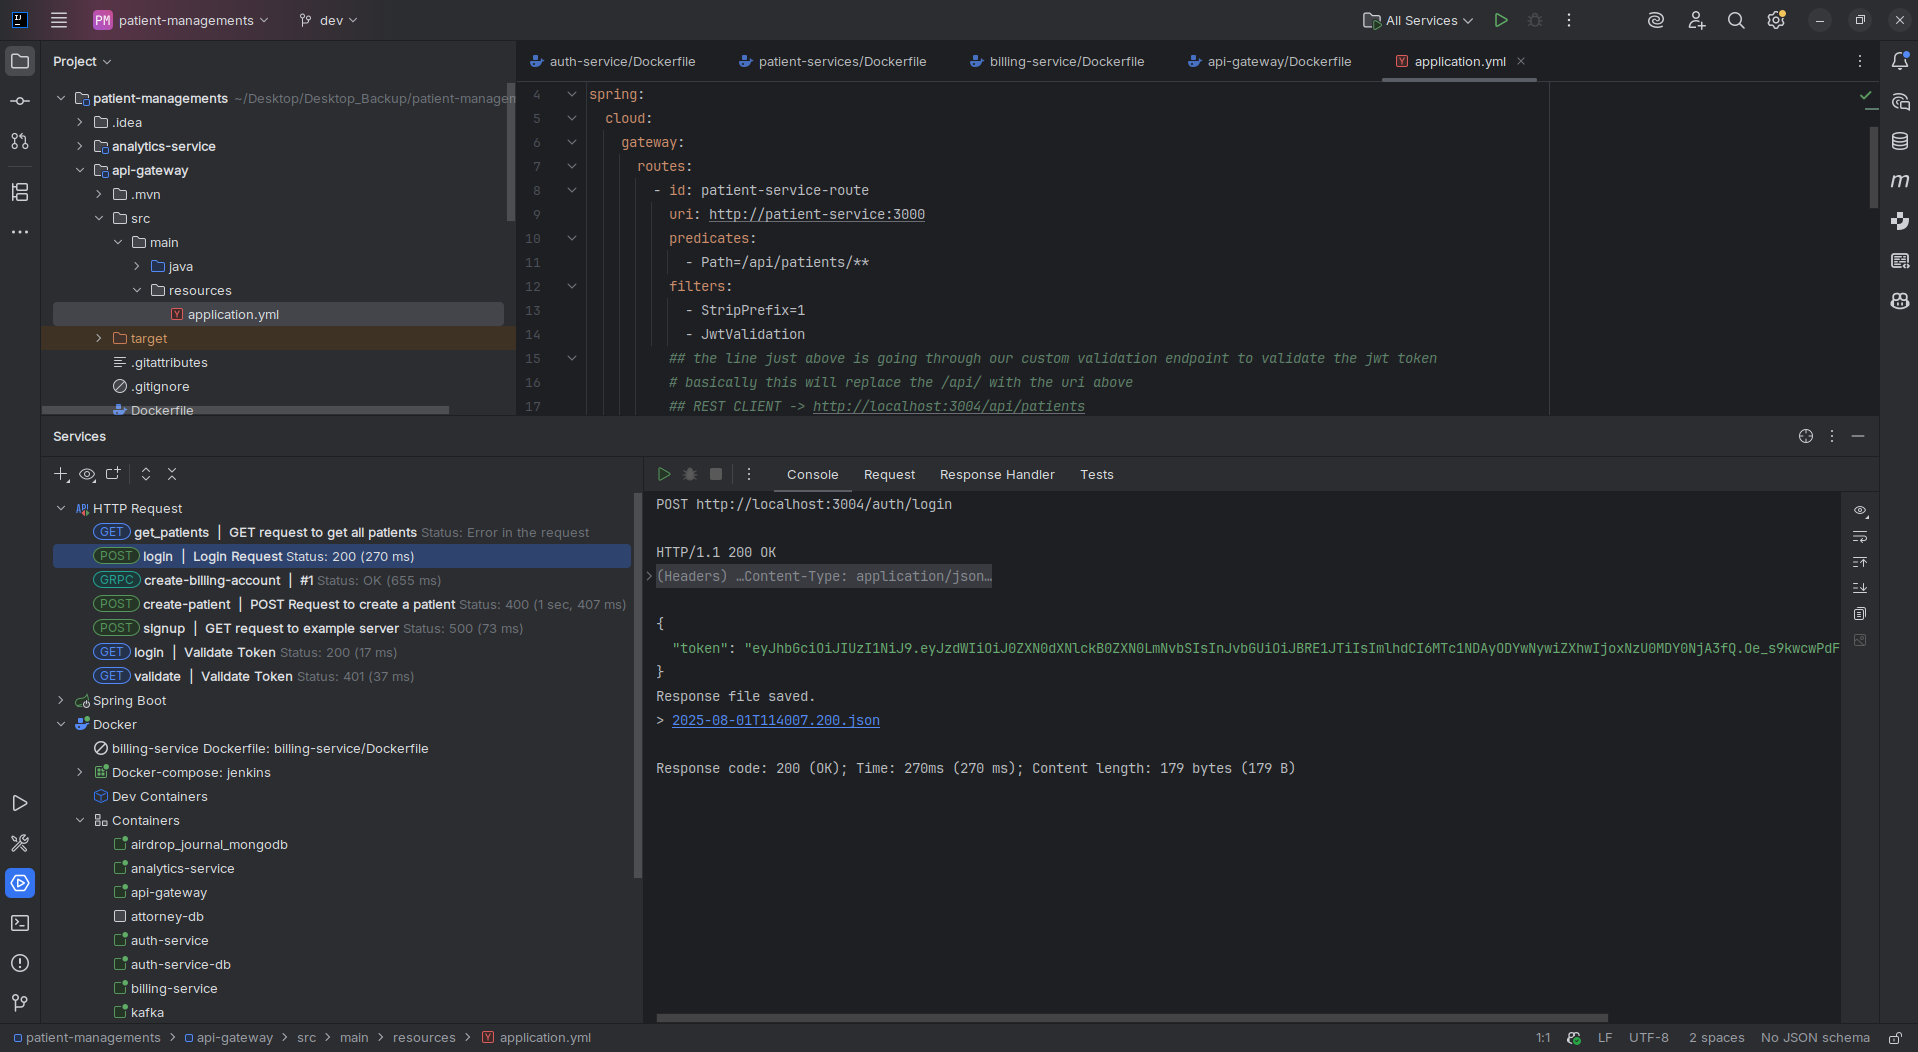 PM patient-managements
dev
All Services
Project
auth-service/Dockerfile
patient-services/Dockerfile
billing-service/Dockerfile
api-gateway/Dockerfile
application.yml
patient-managements ~/Desktop/Desktop_Backup/patient-managen
.idea
analytics-service
api-gateway
.mvn
src
main
java
resources
application.yml
target
.gitattributes
.gitignore
Dockerfile
4 spring:
5 cloud:
6 gateway:
7 routes:
8 - id: patient-service-route
9 uri: http://patient-service:3000
10 predicates:
11 - Path=/api/patients/**
12 filters:
13 - StripPrefix=1
14 - JwtValidation
15 ## the line just above is going through our custom validation endpoint to validate the jwt token
16 # basically this will replace the /api/ with the uri above
17 ## REST CLIENT -> http://localhost:3004/api/patients
Services
HTTP Request
GET get_patients | GET request to get all patients Status: Error in the request
POST login | Login Request Status: 200 (270 ms)
GRPC create-billing-account | #1 Status: OK (655 ms)
POST create-patient | POST Request to create a patient Status: 400 (1 sec, 407 ms)
POST signup | GET request to example server Status: 500 (73 ms)
GET login | Validate Token Status: 200 (17 ms)
GET validate | Validate Token Status: 401 (37 ms)
Spring Boot
Docker
billing-service Dockerfile: billing-service/Dockerfile
Docker-compose: jenkins
Dev Containers
Containers
airdrop_journal_mongodb
analytics-service
api-gateway
attorney-db
auth-service
auth-service-db
billing-service
kafka
Console Request Response Handler Tests
POST http://localhost:3004/auth/login
HTTP/1.1 200 OK
(Headers) …Content-Type: application/json…
{
"token": "eyJhbGciOiJIUzI1NiJ9.eyJzdWIiOiJ0ZXN0dXNlckB0ZXN0LmNvbSIsInJvbGUiOiJBRE1JTiIsImlhdCI6MTc1NDAyODYwNywiZXhwIjoxNzU0MDY0NjA3fQ.Oe_s9kwcwPdF
}
Response file saved.
> 2025-08-01T114007.200.json
Response code: 200 (OK); Time: 270ms (270 ms); Content length: 179 bytes (179 B)
patient-managements > api-gateway > src > main > resources > application.yml
1:1 LF UTF-8 2 spaces No JSON schema